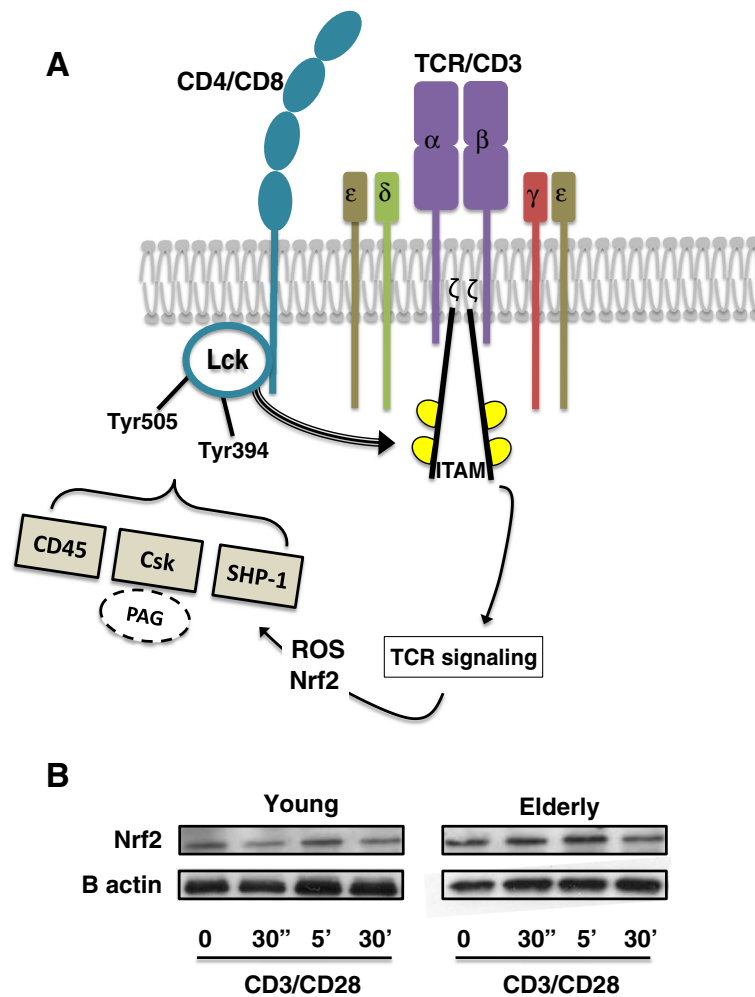 A
CD4/CD8
TCR/CD3
α β
ε δ γ ε
ζ ζ
Lck
Tyr505
Tyr394
ITAM
CD45
Csk
SHP-1
PAG
ROS
Nrf2
TCR signaling
B
Young Elderly
Nrf2
B actin
0 30” 5’ 30’ 0 30” 5’ 30’
CD3/CD28 CD3/CD28